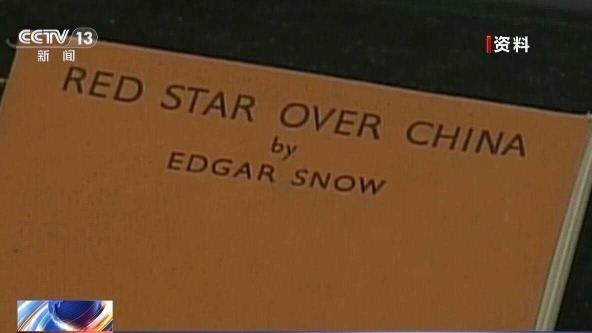 CCTV 13
新闻
资料
RED STAR OVER CHINA
by
EDGAR SNOW